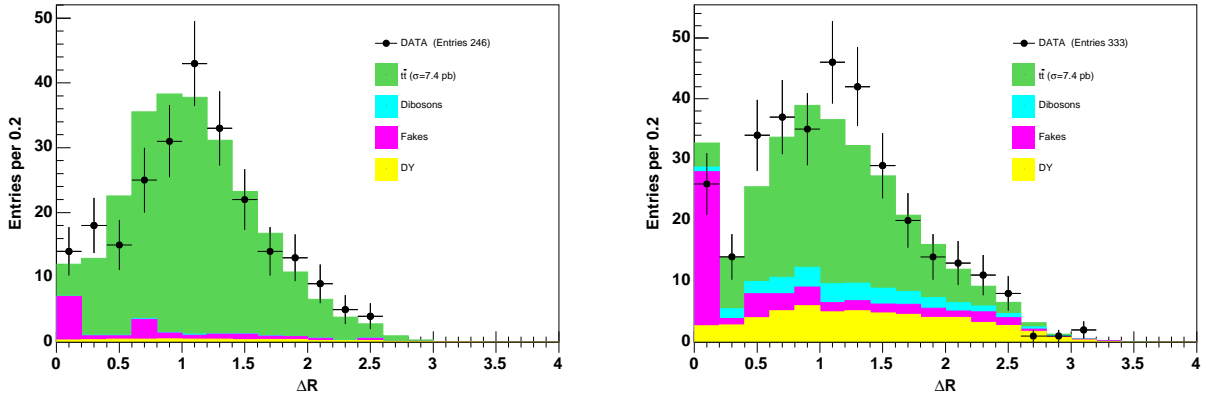 50
40
30
20
10
0
Entries per 0.2
DATA (Entries 246)
tt̄ (σ=7.4 pb)
Dibosons
Fakes
DY
0 0.5 1 1.5 2 2.5 3 3.5 4
ΔR
50
40
30
20
10
0
Entries per 0.2
DATA (Entries 333)
tt̄ (σ=7.4 pb)
Dibosons
Fakes
DY
0 0.5 1 1.5 2 2.5 3 3.5 4
ΔR